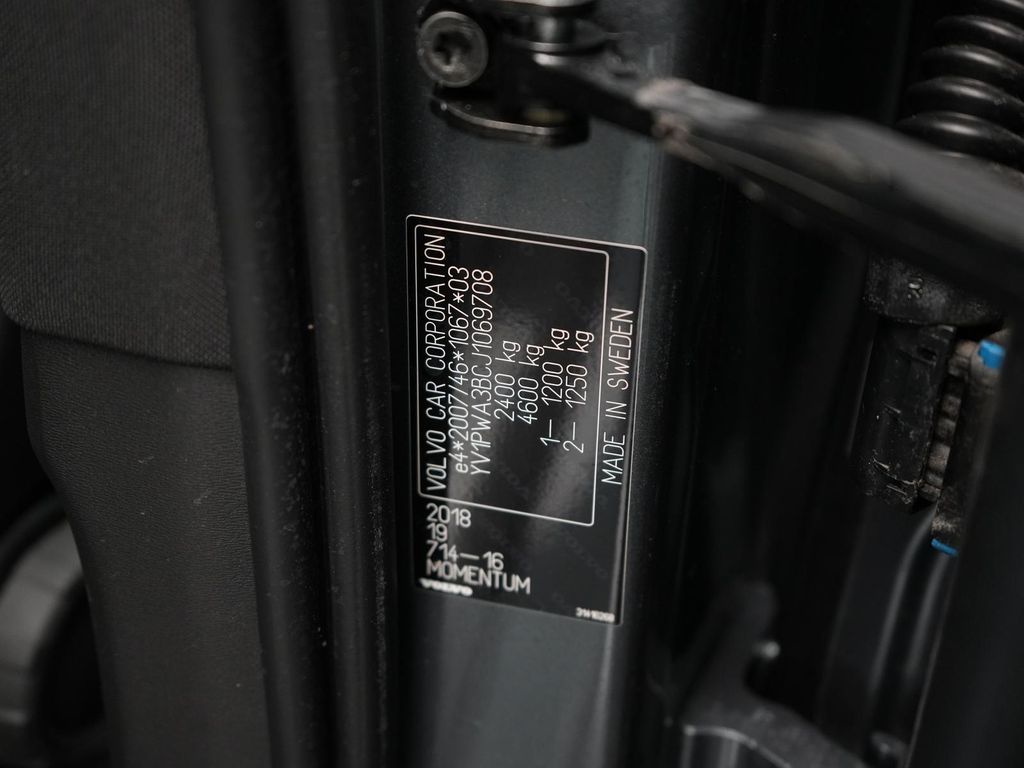 VOLVO CAR CORPORATION
e4*2007/46*1067*03
YV1PWA3BCJ1069708
2400 kg
4600 kg
1– 1200 kg
2– 1250 kg
MADE IN SWEDEN
2018
19
714–16
MOMENTUM
VOLVO